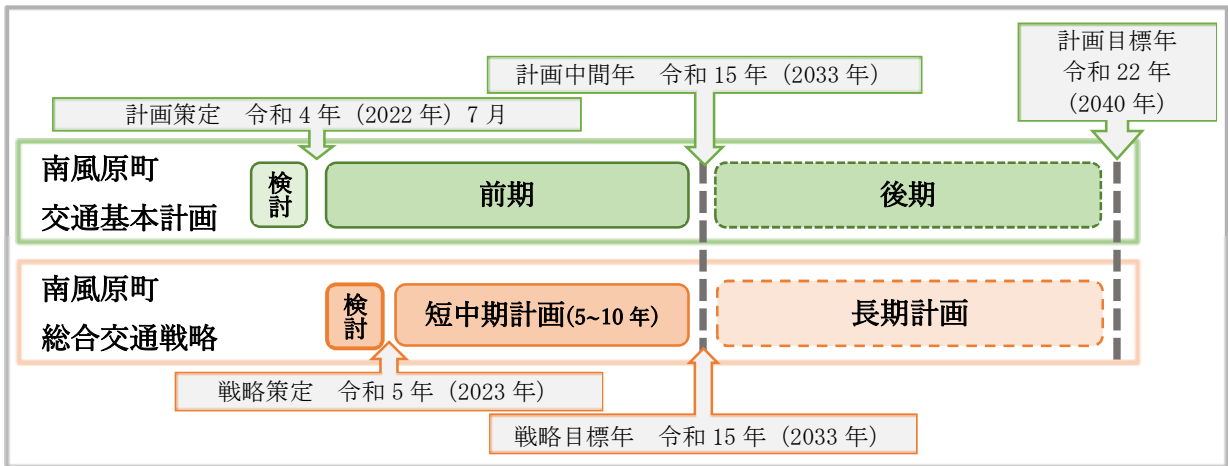 計画目標年
令和 22 年
(2040 年)
計画中間年　令和 15 年（2033 年）
計画策定　令和 4 年（2022 年）7 月
南風原町
交通基本計画
検
討
前期
後期
南風原町
総合交通戦略
検
討
短中期計画(5~10 年)
長期計画
戦略策定　令和 5 年（2023 年）
戦略目標年　令和 15 年（2033 年）